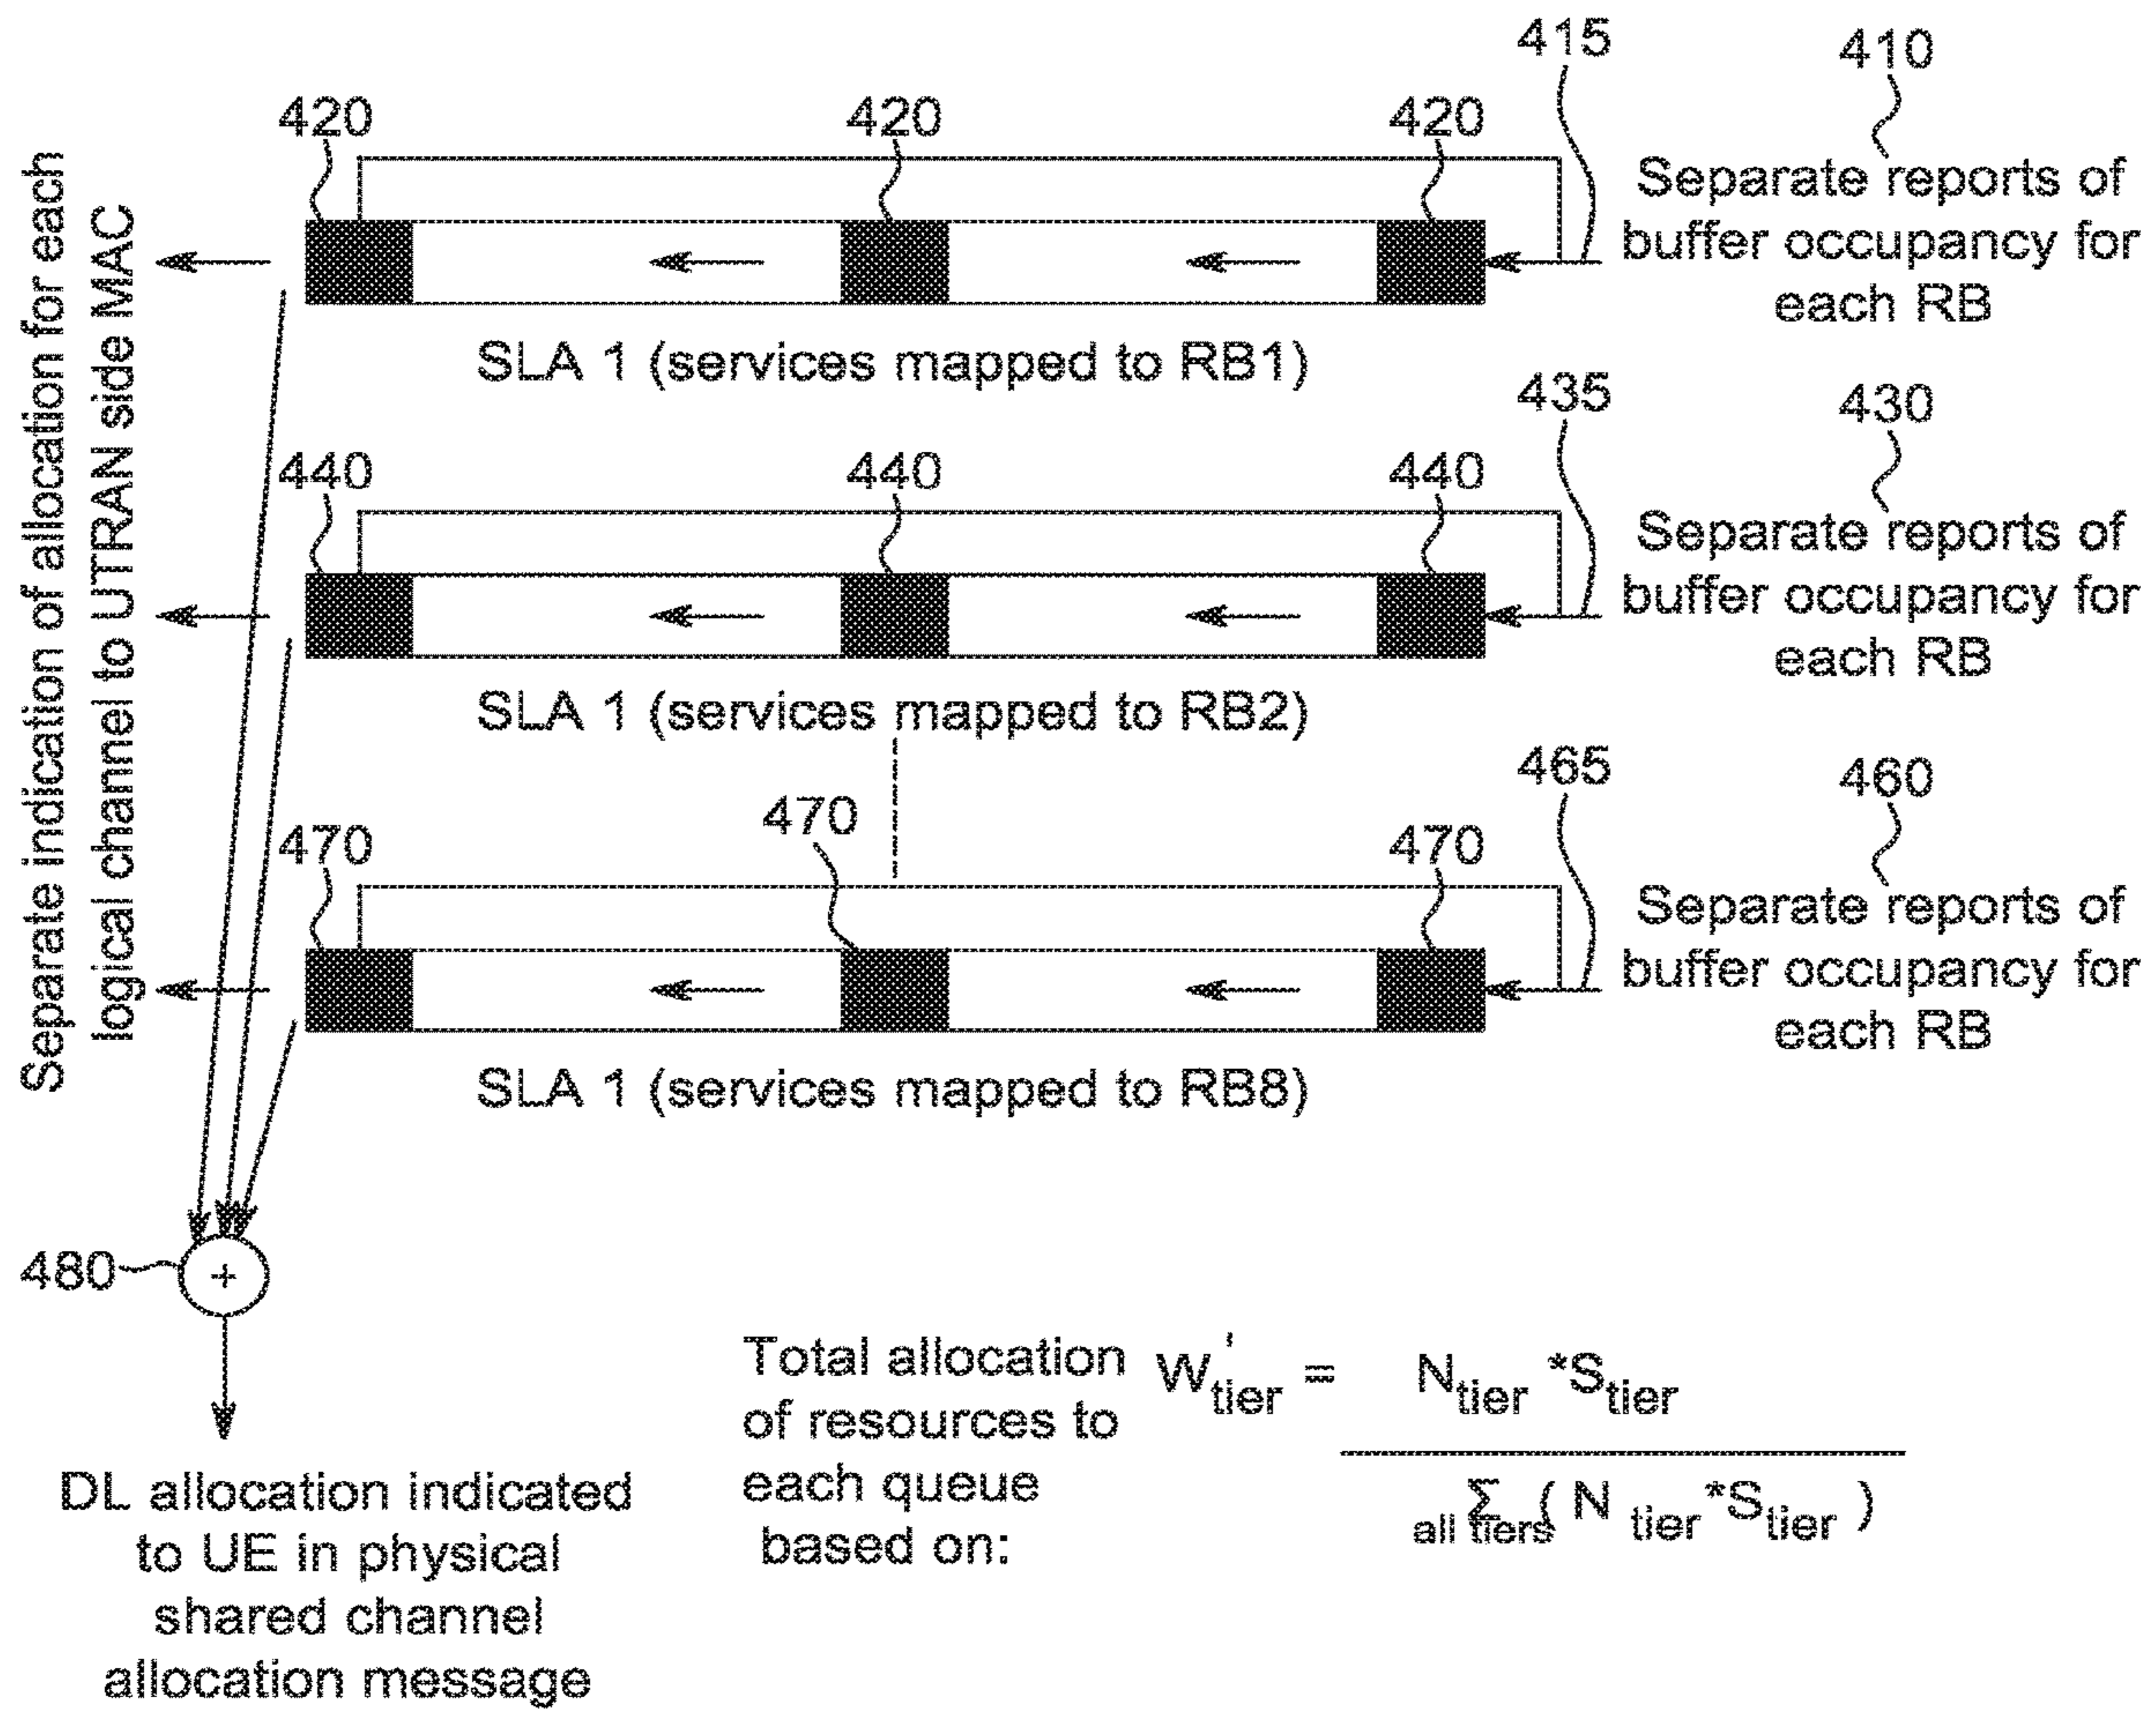 415
410
420
420
420
Separate reports of
buffer occupancy for
each RB
SLA 1 (services mapped to RB1)
435
430
440
440
440
Separate reports of
buffer occupancy for
each RB
SLA 1 (services mapped to RB2)
465
460
470
470
470
Separate reports of
buffer occupancy for
each RB
SLA 1 (services mapped to RB8)
Separate indication of allocation for each
logical channel to UTRAN side MAC
480
+
DL allocation indicated
to UE in physical
shared channel
allocation message
Total allocation
of resources to
each queue
based on:
W'tier = Ntier *Stier
Σ all tiers ( N tier *Stier )